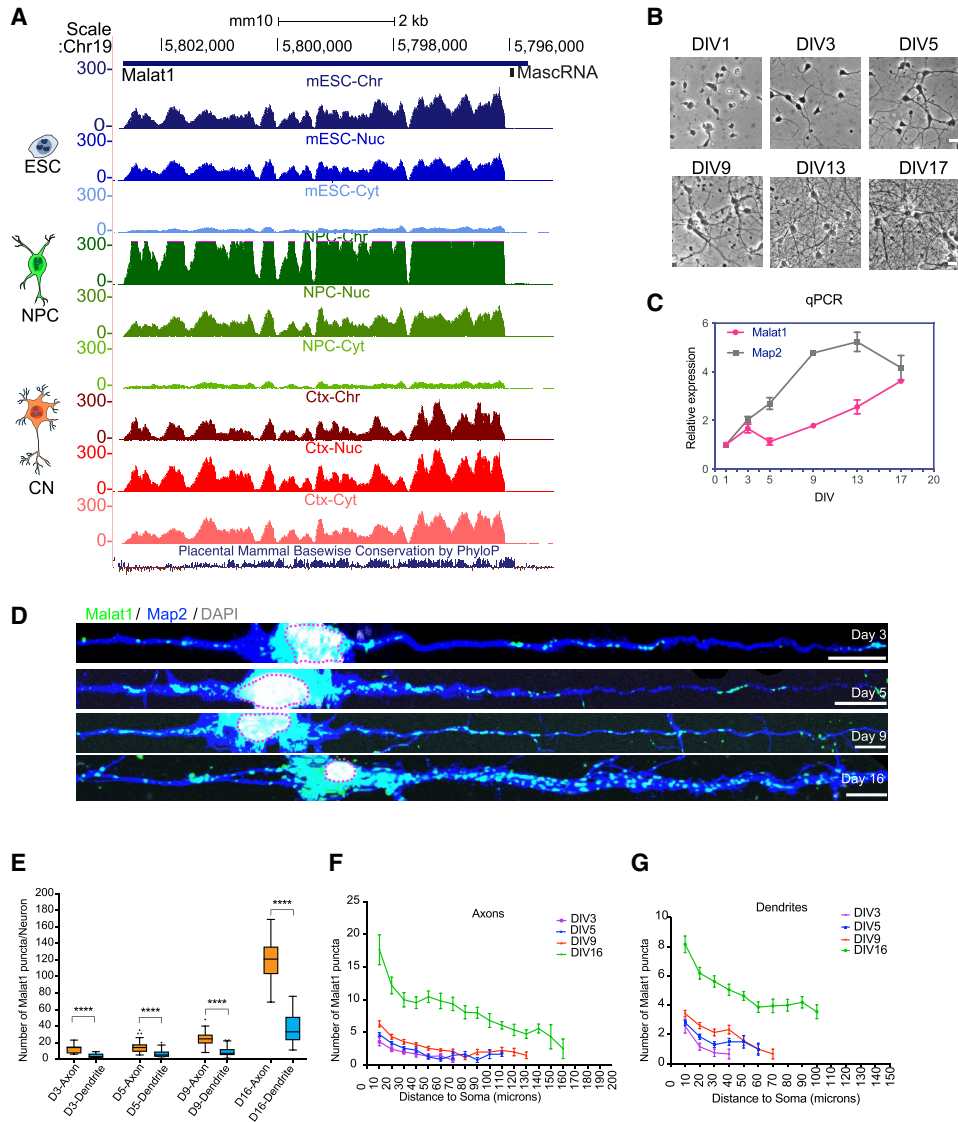 A
mm10 2 kb
Scale
:Chr19
5,802,000 5,800,000 5,798,000 5,796,000
300
Malat1 MascRNA
mESC-Chr
0
300
mESC-Nuc
0
ESC
300
mESC-Cyt
0
300
NPC-Chr
0
NPC
300
NPC-Nuc
0
300
NPC-Cyt
0
300
Ctx-Chr
0
300
Ctx-Nuc
0
CN
300
Ctx-Cyt
0
Placental Mammal Basewise Conservation by PhyloP
B
DIV1 DIV3 DIV5
DIV9 DIV13 DIV17
C
qPCR
Malat1
Map2
Relative expression
6
4
2
0
0 1 3 5 9 13 17 20
DIV
D
Malat1 / Map2 / DAPI
Day 3
Day 5
Day 9
Day 16
E
Number of Malat1 puncta/Neuron
200
180
160
140
120
100
80
60
40
20
0
**** **** **** ****
D3-Axon
D3-Dendrite
D5-Axon
D5-Dendrite
D9-Axon
D9-Dendrite
D16-Axon
D16-Dendrite
F
Axons
DIV3
DIV5
DIV9
DIV16
Number of Malat1 puncta
25
20
15
10
5
0
0 10 20 30 40 50 60 70 80 90 100 110 120 130 140 150 160 170 180 190 200
Distance to Soma (microns)
G
Dendrites
DIV3
DIV5
DIV9
DIV16
Number of Malat1 puncta
10
8
6
4
2
0
0 10 20 30 40 50 60 70 80 90 100 110 120 130 140 150
Distance to Soma (microns)